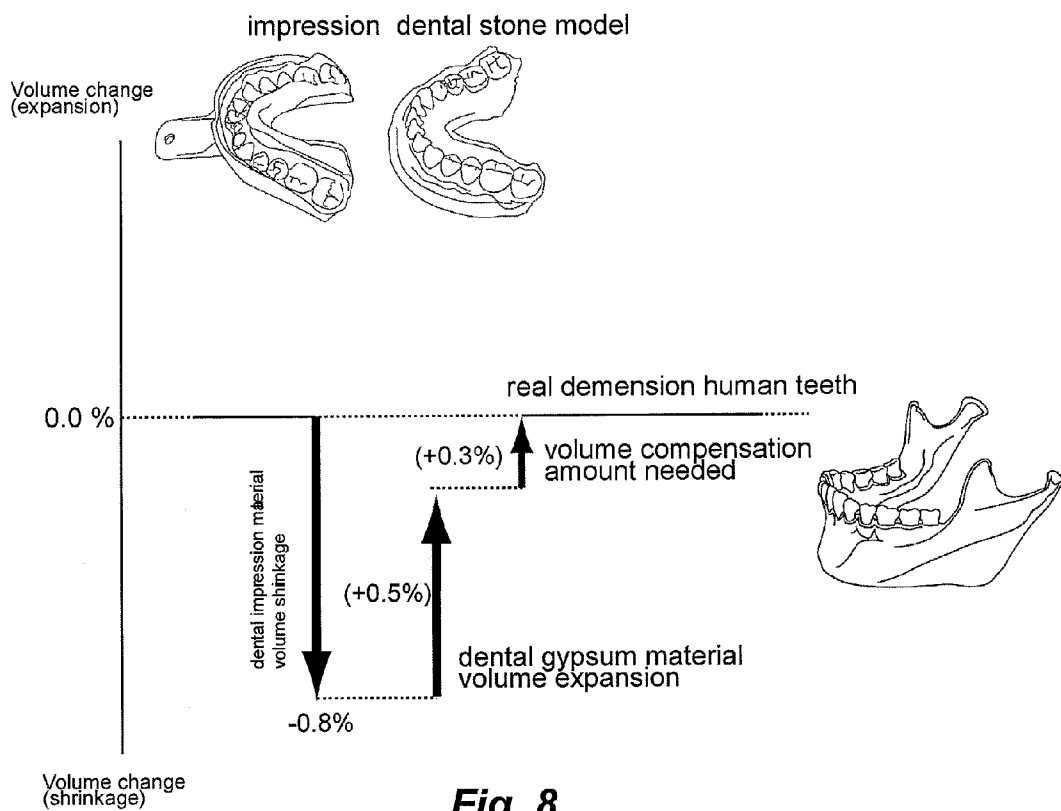 impression dental stone model
Volume change
(expansion)
real demension human teeth
0.0 %
(+0.3%)
volume compensation
amount needed
dental impression material
volume shinkage
(+0.5%)
dental gypsum material
volume expansion
-0.8%
Volume change
(shrinkage)
Fig. 8